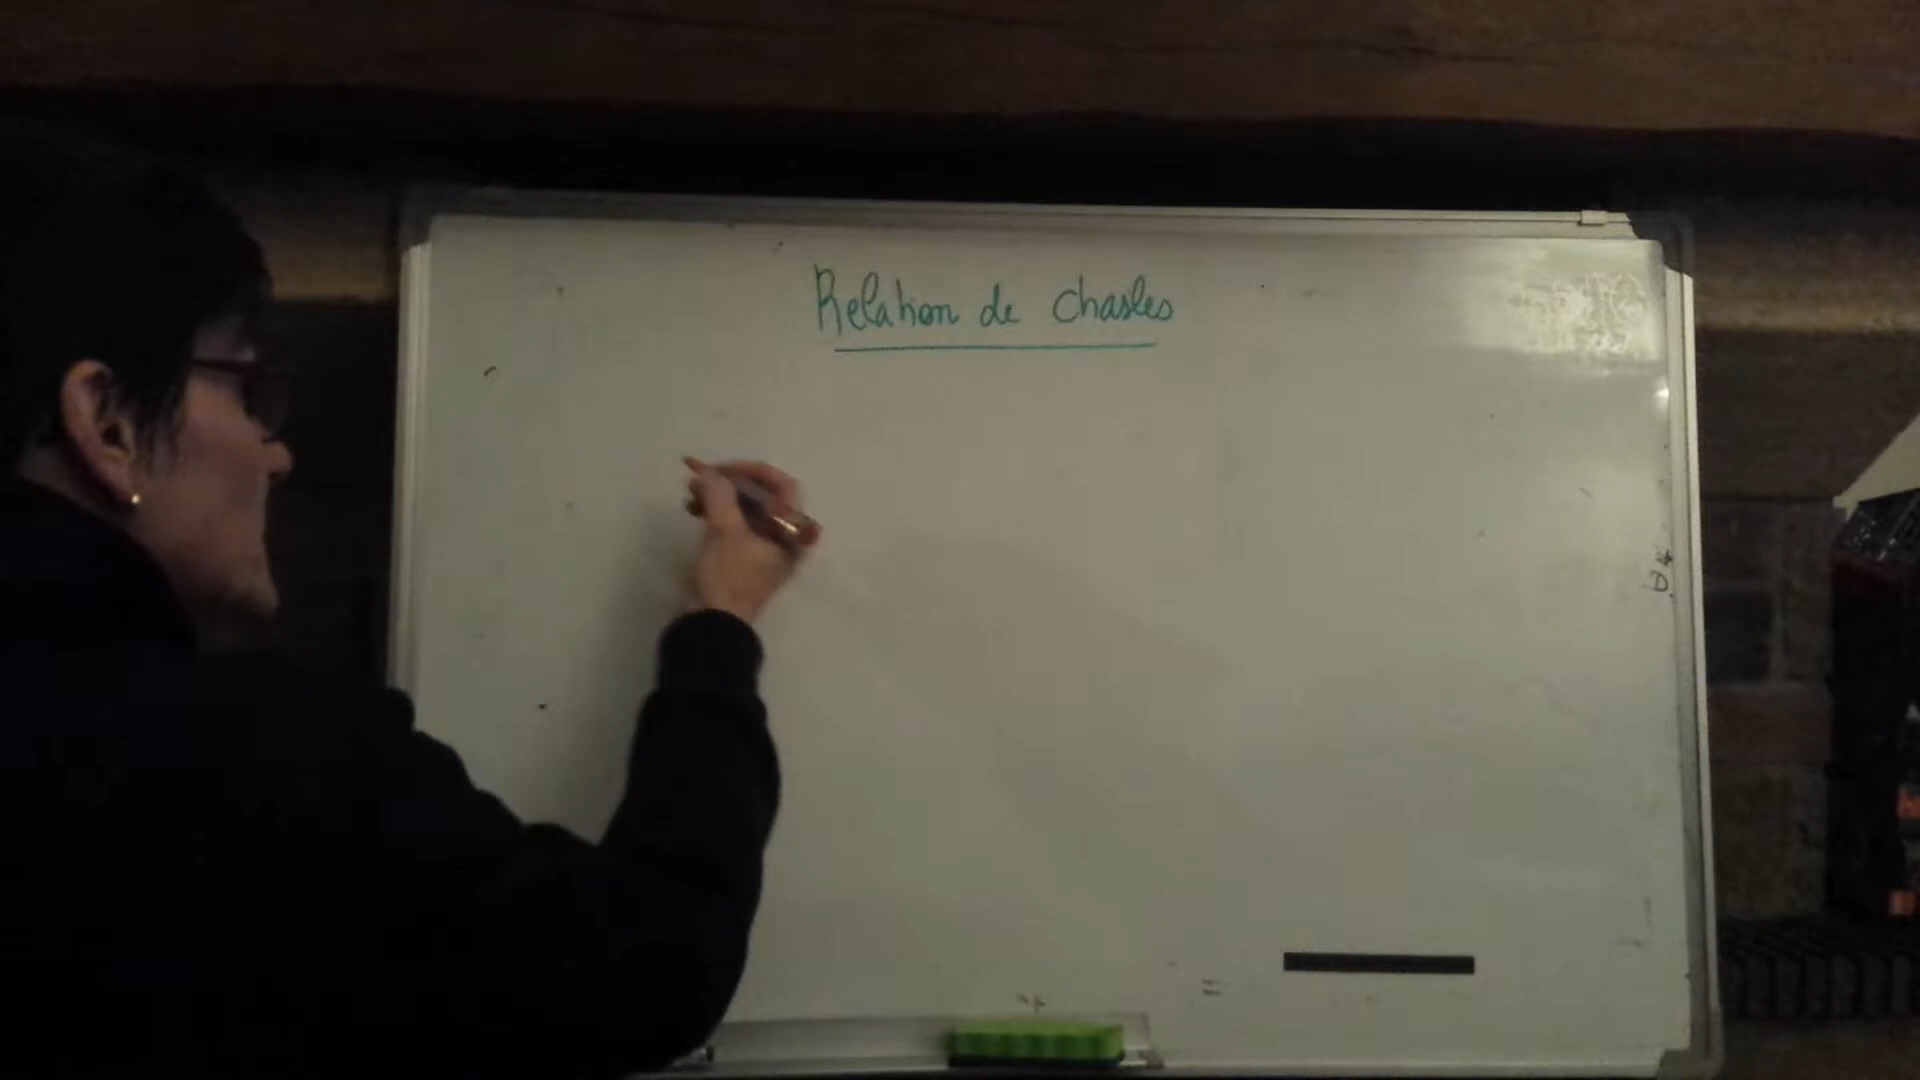 Relation de Chasles
=